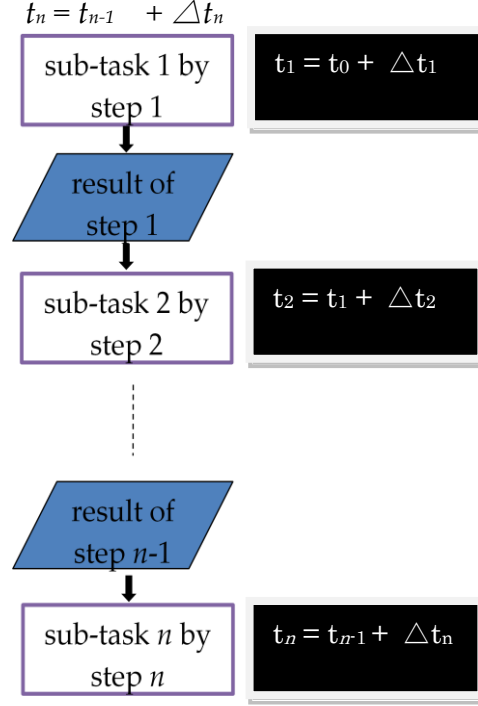 tn = tn-1 + △tn
sub-task 1 by
step 1
t1 = t0 + △t1
result of
step 1
sub-task 2 by
step 2
t2 = t1 + △t2
result of
step n-1
sub-task n by
step n
tn = tn-1 + △tn